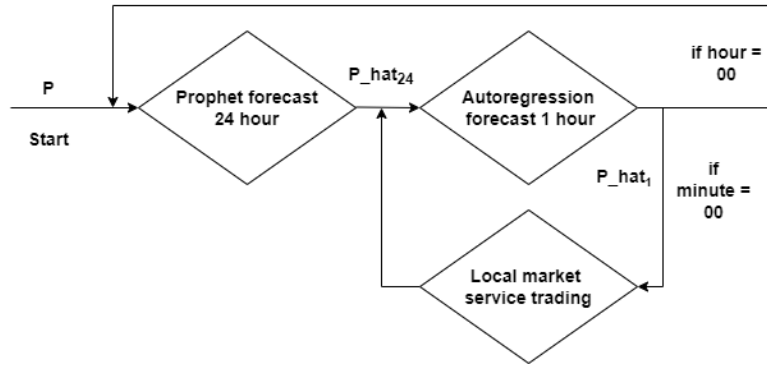 P
Start
Prophet forecast
24 hour
P_hat₂₄
Autoregression
forecast 1 hour
if hour =
00
P_hat₁
if
minute =
00
Local market
service trading